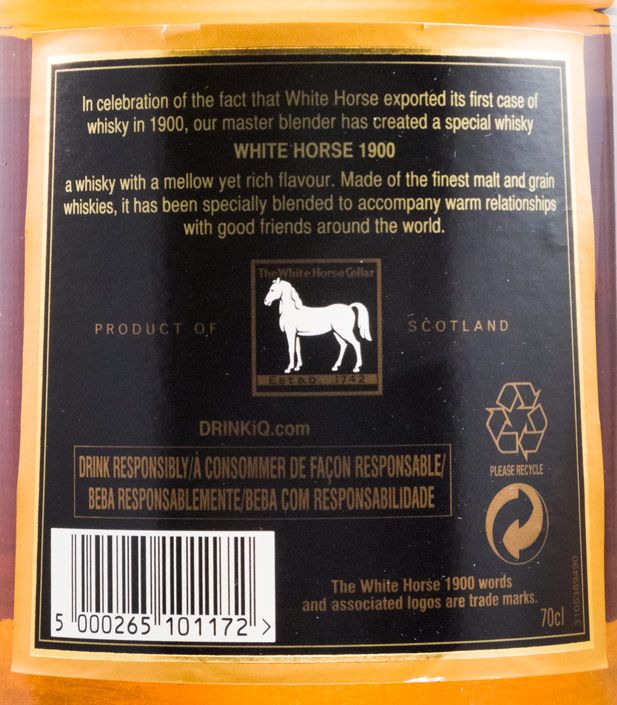 In celebration of the fact that White Horse exported its first case of
whisky in 1900, our master blender has created a special whisky
WHITE HORSE 1900
a whisky with a mellow yet rich flavour. Made of the finest malt and grain
whiskies, it has been specially blended to accompany warm relationships
with good friends around the world.
The White Horse Cellar
PRODUCT OF SCOTLAND
Estabd. 1742
DRINKiQ.com
PLEASE RECYCLE
DRINK RESPONSIBLY/À CONSOMMER DE FAÇON RESPONSABLE/
BEBA RESPONSABLEMENTE/BEBA COM RESPONSABILIDADE
The White Horse 1900 words
and associated logos are trade marks.
70cl
5 000265 101172 >